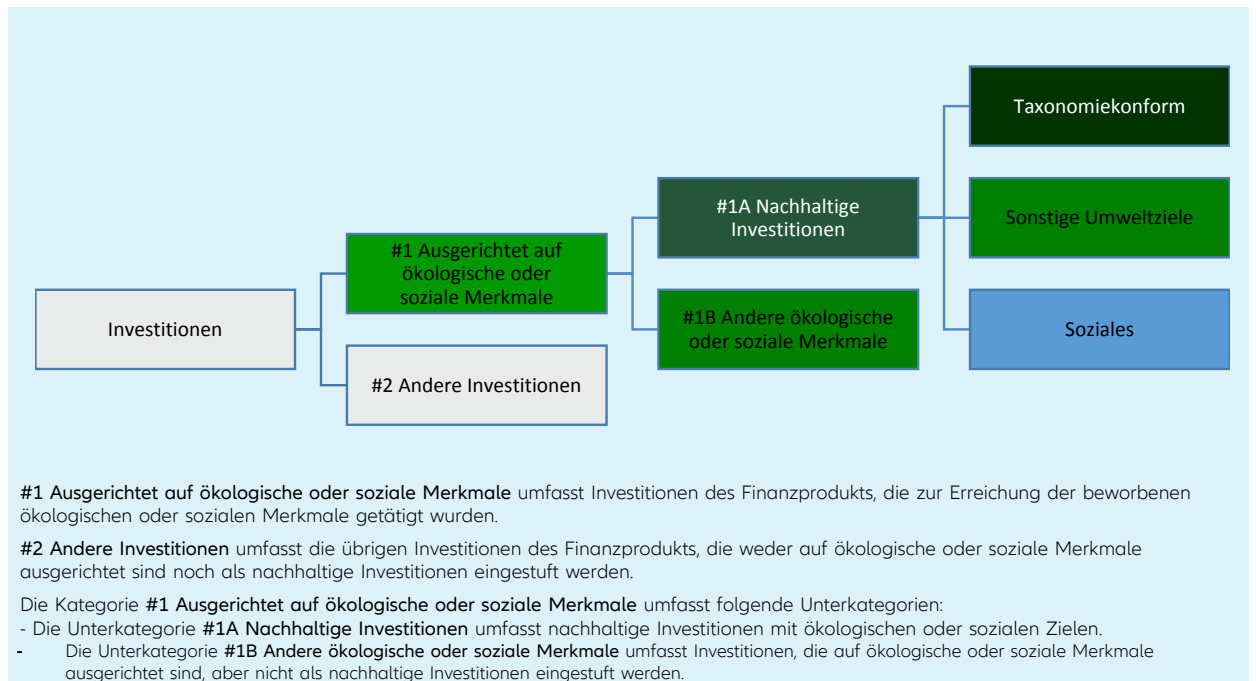 Taxonomiekonform
#1A Nachhaltige
Investitionen
Sonstige Umweltziele
#1 Ausgerichtet auf
ökologische oder
soziale Merkmale
Investitionen
#1B Andere ökologische
oder soziale Merkmale
Soziales
#2 Andere Investitionen
#1 Ausgerichtet auf ökologische oder soziale Merkmale umfasst Investitionen des Finanzprodukts, die zur Erreichung der beworbenen
ökologischen oder sozialen Merkmale getätigt wurden.
#2 Andere Investitionen umfasst die übrigen Investitionen des Finanzprodukts, die weder auf ökologische oder soziale Merkmale
ausgerichtet sind noch als nachhaltige Investitionen eingestuft werden.
Die Kategorie #1 Ausgerichtet auf ökologische oder soziale Merkmale umfasst folgende Unterkategorien:
- Die Unterkategorie #1A Nachhaltige Investitionen umfasst nachhaltige Investitionen mit ökologischen oder sozialen Zielen.
- Die Unterkategorie #1B Andere ökologische oder soziale Merkmale umfasst Investitionen, die auf ökologische oder soziale Merkmale
ausgerichtet sind, aber nicht als nachhaltige Investitionen eingestuft werden.